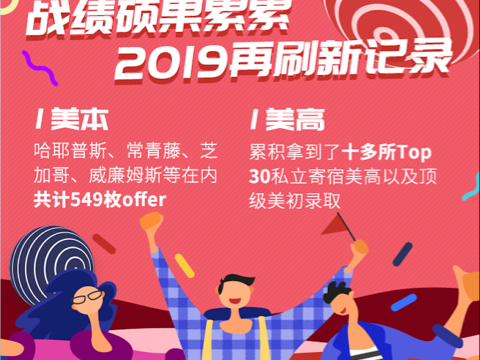 战绩硕果累累
2019再刷新记录
/ 美本
哈耶普斯、常青藤、芝
加哥、威廉姆斯等在内
共计549枚offer
/ 美高
累积拿到了十多所Top
30私立寄宿美高以及顶
级美初录取